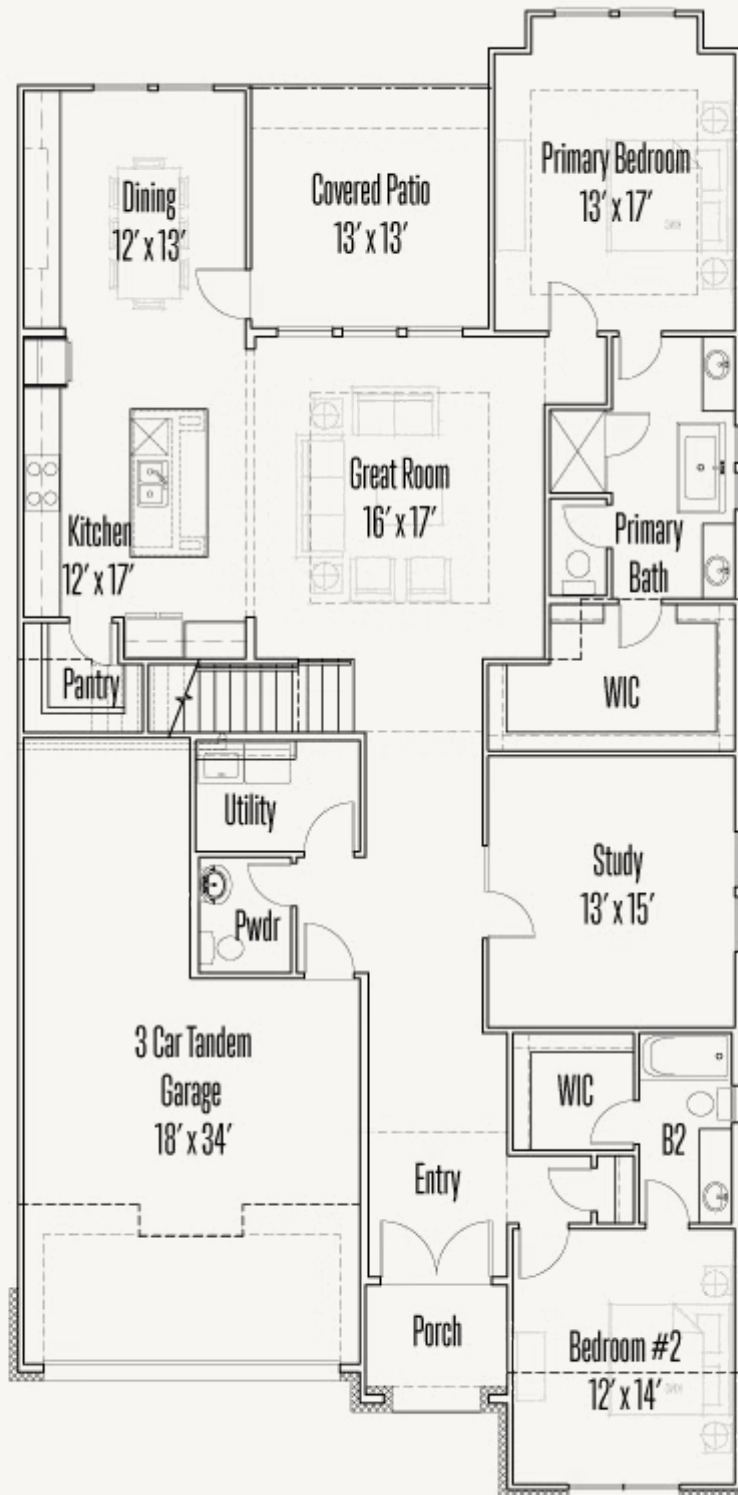 Primary Bedroom
13' x 17'
Dining
12' x 13'
Covered Patio
13' x 13'
Great Room
16' x 17'
Kitchen
12' x 17'
Primary
Bath
Pantry
WIC
Utility
Study
13' x 15'
Pwdr
3 Car Tandem
Garage
18' x 34'
WIC
B2
Entry
Porch
Bedroom #2
12' x 14'